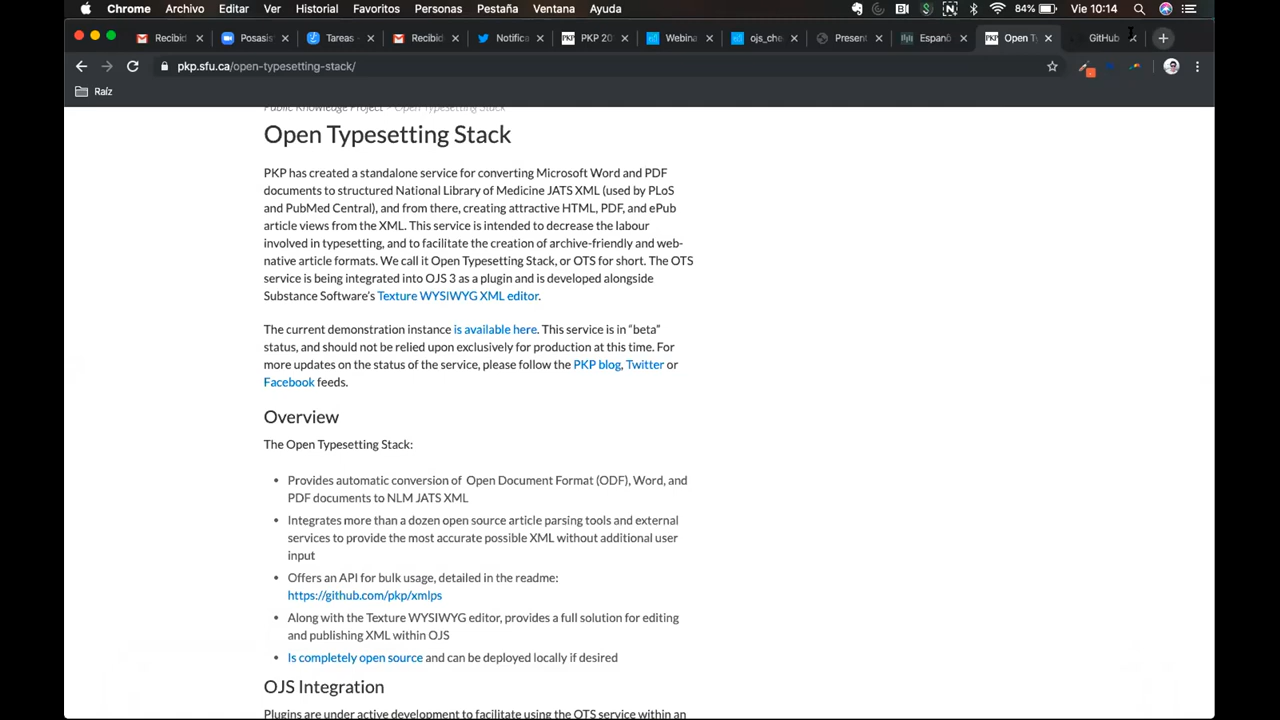 Chrome Archivo Editar Ver Historial Favoritos Personas Pestaña Ventana Ayuda 84% Vie 10:14
Recibid Posasis Tareas - Recibid Notifica PKP 20 Webina ojs_che Present Españo Open Ty GitHub
pkp.sfu.ca/open-typesetting-stack/
Raíz
Public Knowledge Project > Open Typesetting Stack
Open Typesetting Stack
PKP has created a standalone service for converting Microsoft Word and PDF
documents to structured National Library of Medicine JATS XML (used by PLoS
and PubMed Central), and from there, creating attractive HTML, PDF, and ePub
article views from the XML. This service is intended to decrease the labour
involved in typesetting, and to facilitate the creation of archive-friendly and web-
native article formats. We call it Open Typesetting Stack, or OTS for short. The OTS
service is being integrated into OJS 3 as a plugin and is developed alongside
Substance Software's Texture WYSIWYG XML editor.
The current demonstration instance is available here. This service is in “beta”
status, and should not be relied upon exclusively for production at this time. For
more updates on the status of the service, please follow the PKP blog, Twitter or
Facebook feeds.
Overview
The Open Typesetting Stack:
• Provides automatic conversion of Open Document Format (ODF), Word, and
PDF documents to NLM JATS XML
• Integrates more than a dozen open source article parsing tools and external
services to provide the most accurate possible XML without additional user
input
• Offers an API for bulk usage, detailed in the readme:
https://github.com/pkp/xmlps
• Along with the Texture WYSIWYG editor, provides a full solution for editing
and publishing XML within OJS
• Is completely open source and can be deployed locally if desired
OJS Integration
Plugins are under active development to facilitate using the OTS service within an